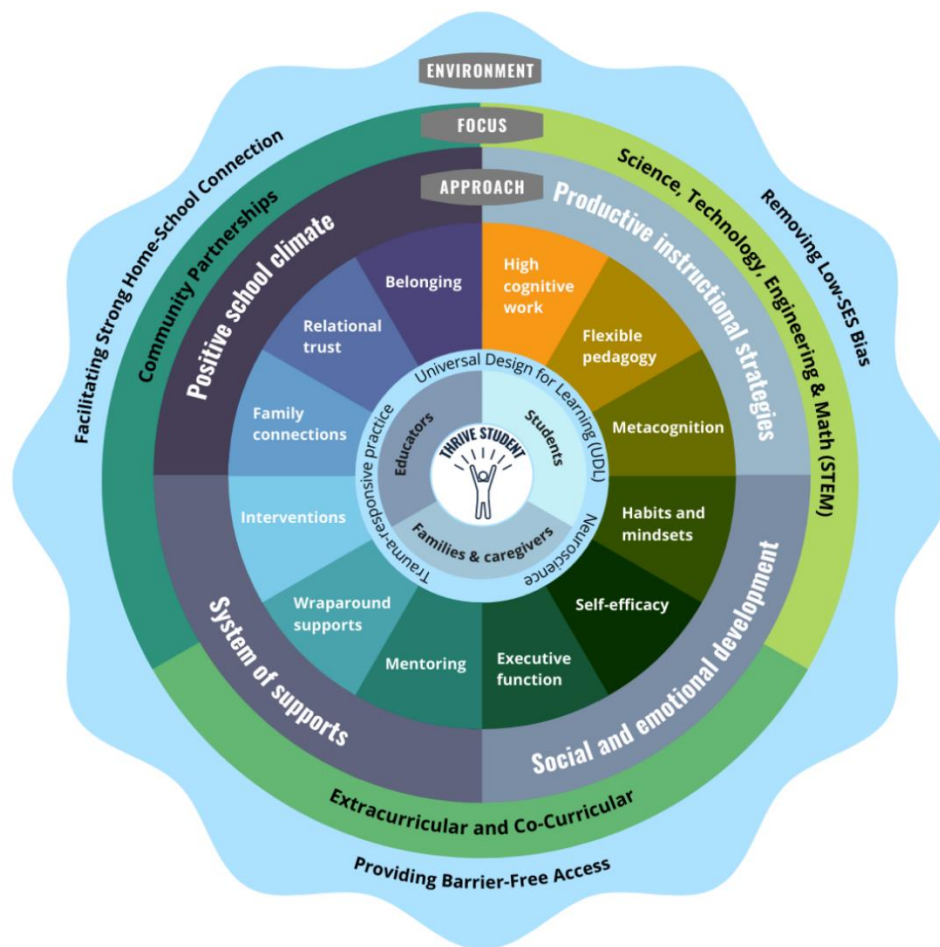 ENVIRONMENT
FOCUS
APPROACH
Facilitating Strong Home-School Connection
Removing Low-SES Bias
Providing Barrier-Free Access
Community Partnerships
Science, Technology, Engineering & Math (STEM)
Extracurricular and Co-Curricular
Positive school climate
Productive instructional strategies
Social and emotional development
System of supports
Belonging
High
cognitive
work
Flexible
pedagogy
Metacognition
Habits and
mindsets
Self-efficacy
Executive
function
Mentoring
Wraparound
supports
Interventions
Family
connections
Relational
trust
Universal Design for Learning (UDL)
Neuroscience
Trauma-responsive practice
Educators
Students
Families & caregivers
THRIVE STUDENT